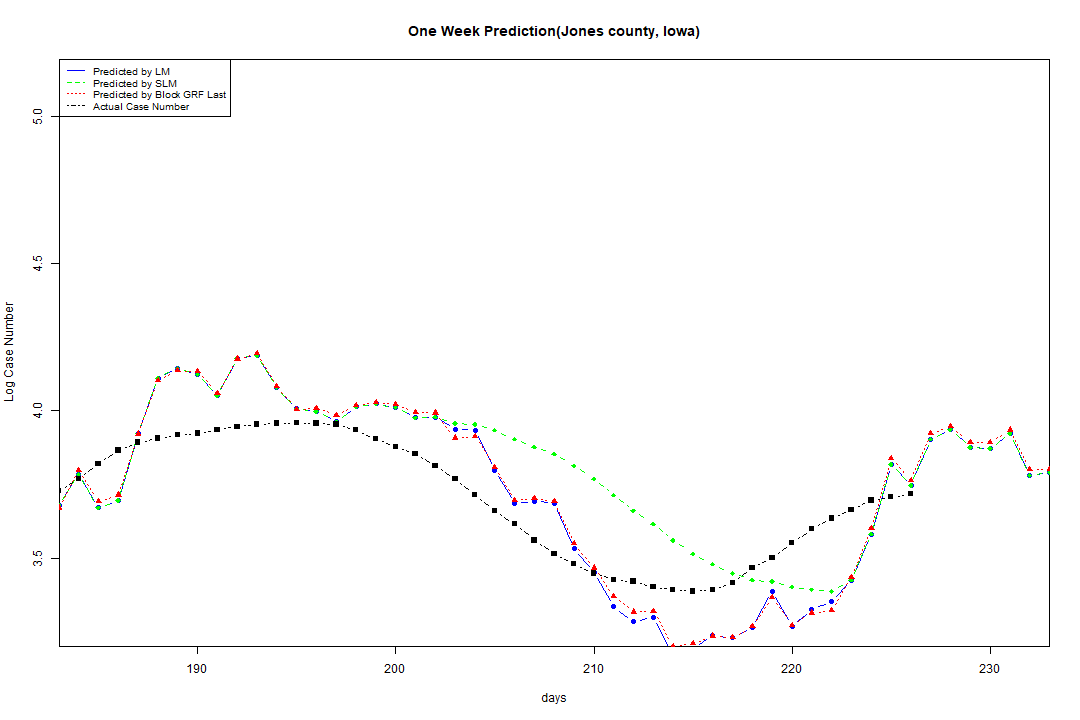 One Week Prediction(Jones county, Iowa)
Predicted by LM
Predicted by SLM
Predicted by Block GRF Last
Actual Case Number
Log Case Number
5.0
4.5
4.0
3.5
190 200 210 220 230
days